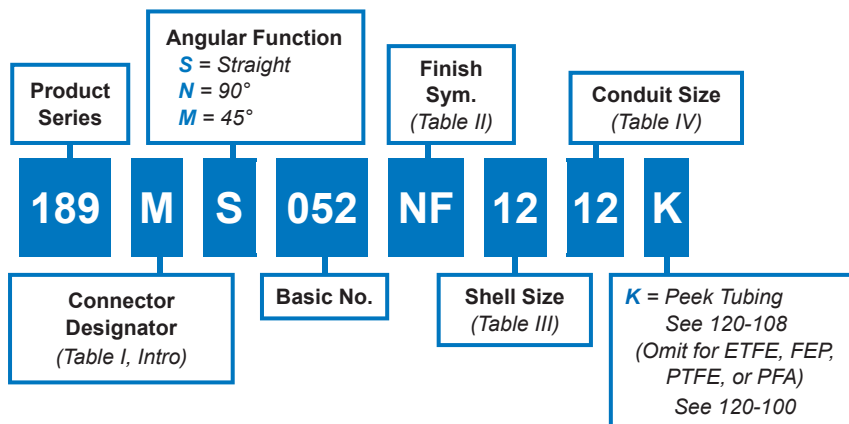 Product
Series
Angular Function
S = Straight
N = 90°
M = 45°
Finish
Sym.
(Table II)
Conduit Size
(Table IV)
189 M S 052 NF 12 12 K
Connector
Designator
(Table I, Intro)
Basic No.
Shell Size
(Table III)
K = Peek Tubing
See 120-108
(Omit for ETFE, FEP,
PTFE, or PFA)
See 120-100